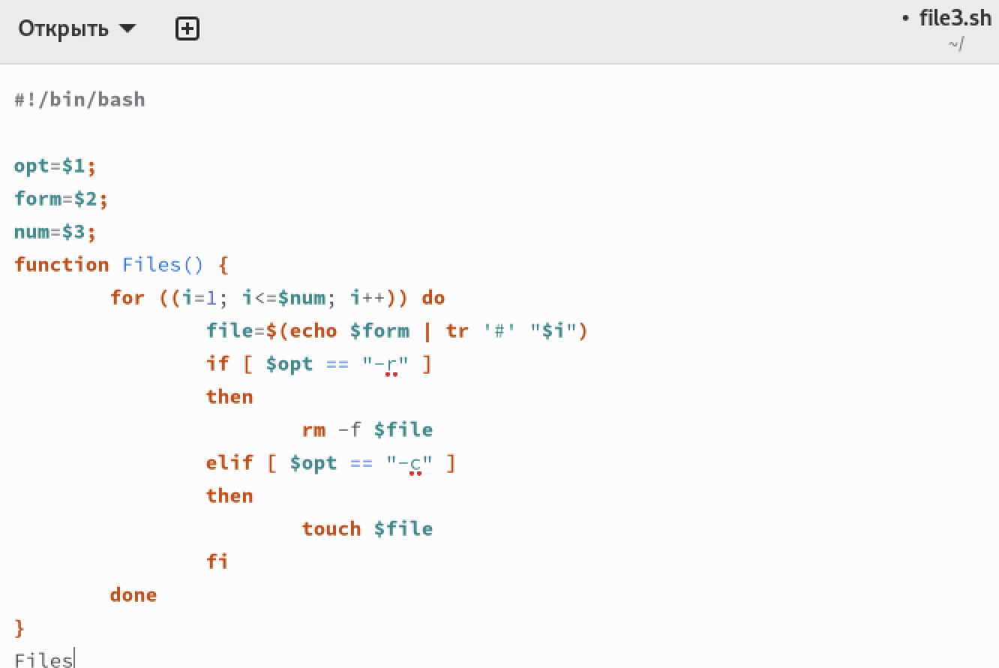 Открыть
• file3.sh
~/
#!/bin/bash
opt=$1;
form=$2;
num=$3;
function Files() {
for ((i=1; i<=$num; i++)) do
file=$(echo $form | tr '#' "$i")
if [ $opt == "-r" ]
then
rm -f $file
elif [ $opt == "-c" ]
then
touch $file
fi
done
}
Files